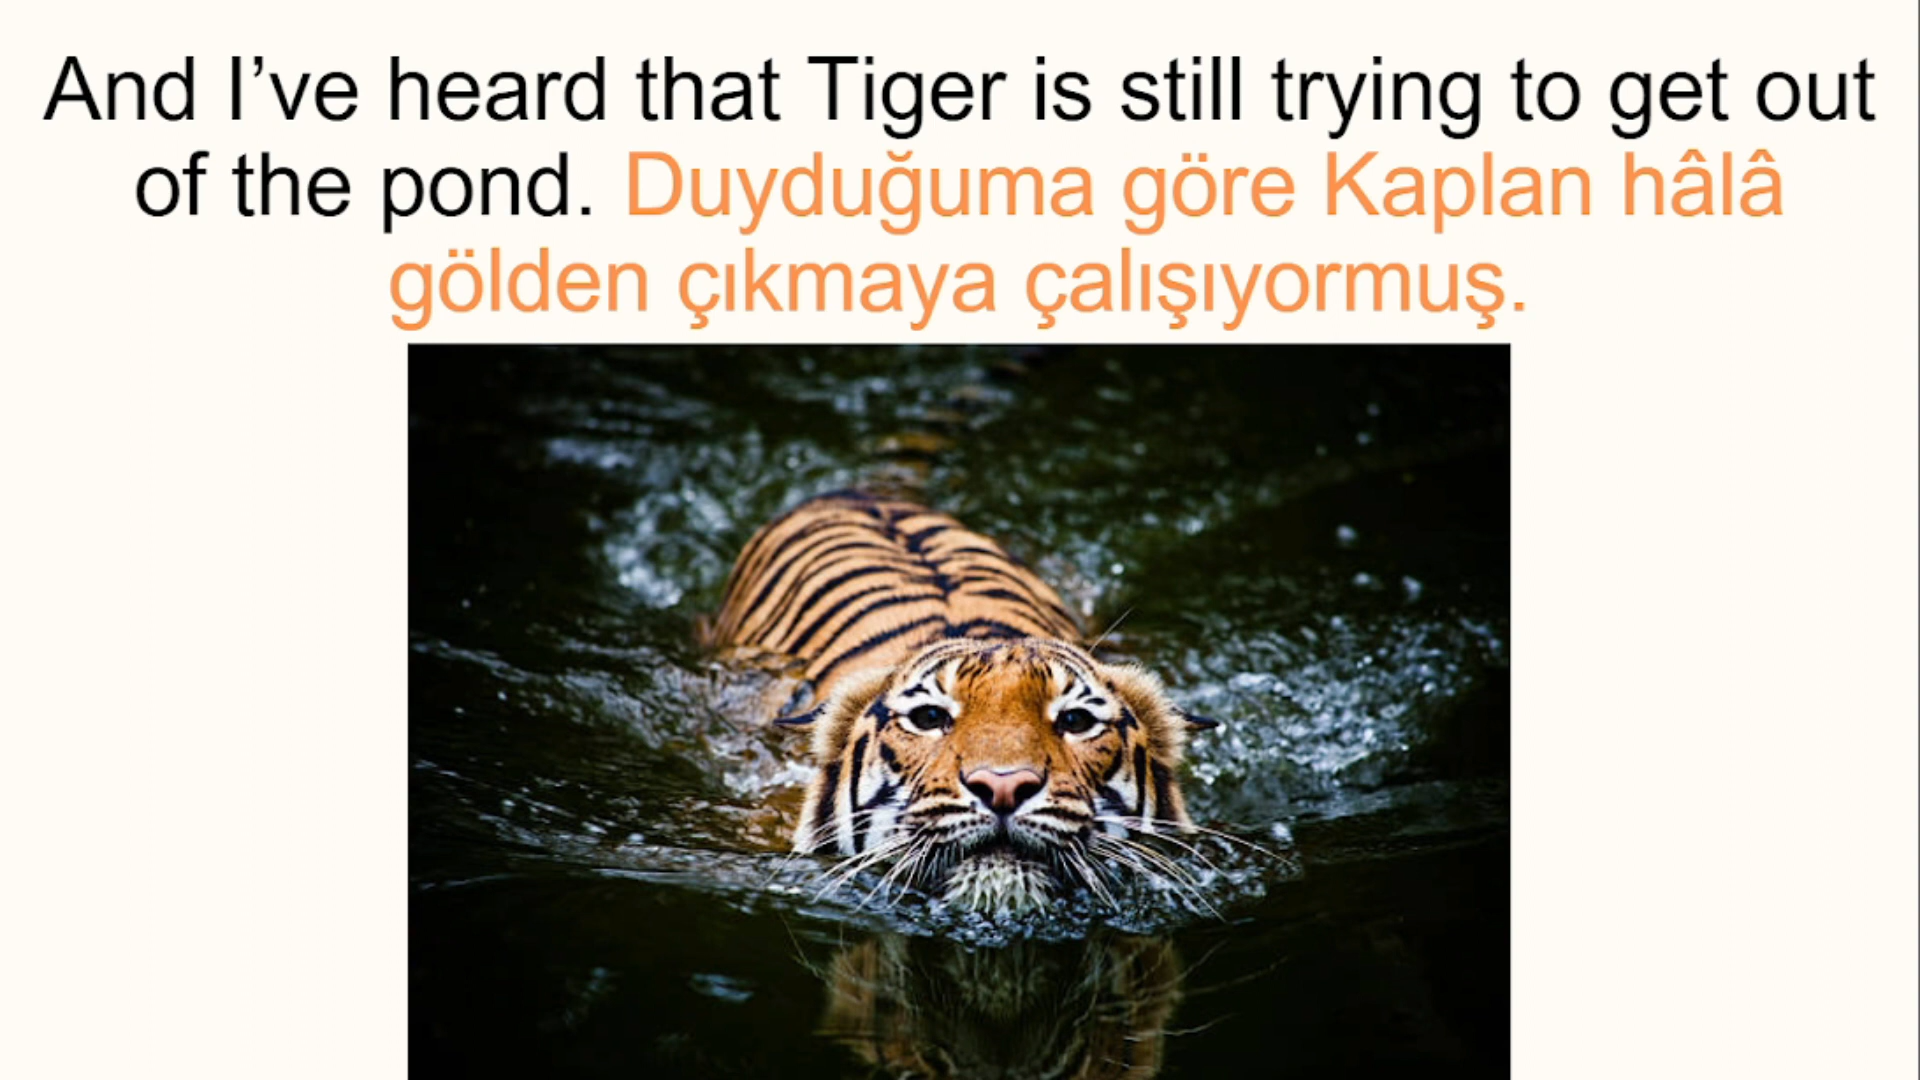 And I’ve heard that Tiger is still trying to get out
of the pond. Duyduğuma göre Kaplan hâlâ
gölden çıkmaya çalışıyormuş.